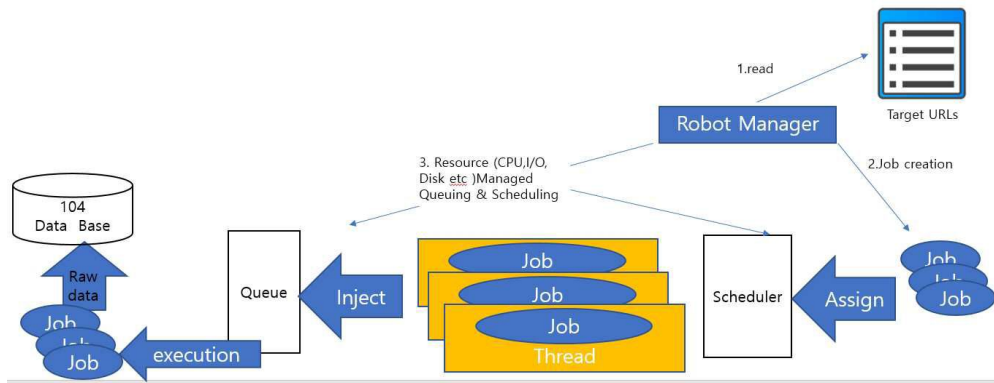 1.read
Target URLs
Robot Manager
2.Job creation
3. Resource (CPU,I/O,
Disk etc )Managed
Queuing & Scheduling
104
Data Base
Raw
data
Job
Job
Job
execution
Queue
Inject
Job
Job
Job
Thread
Scheduler
Assign
Job
Job
Job